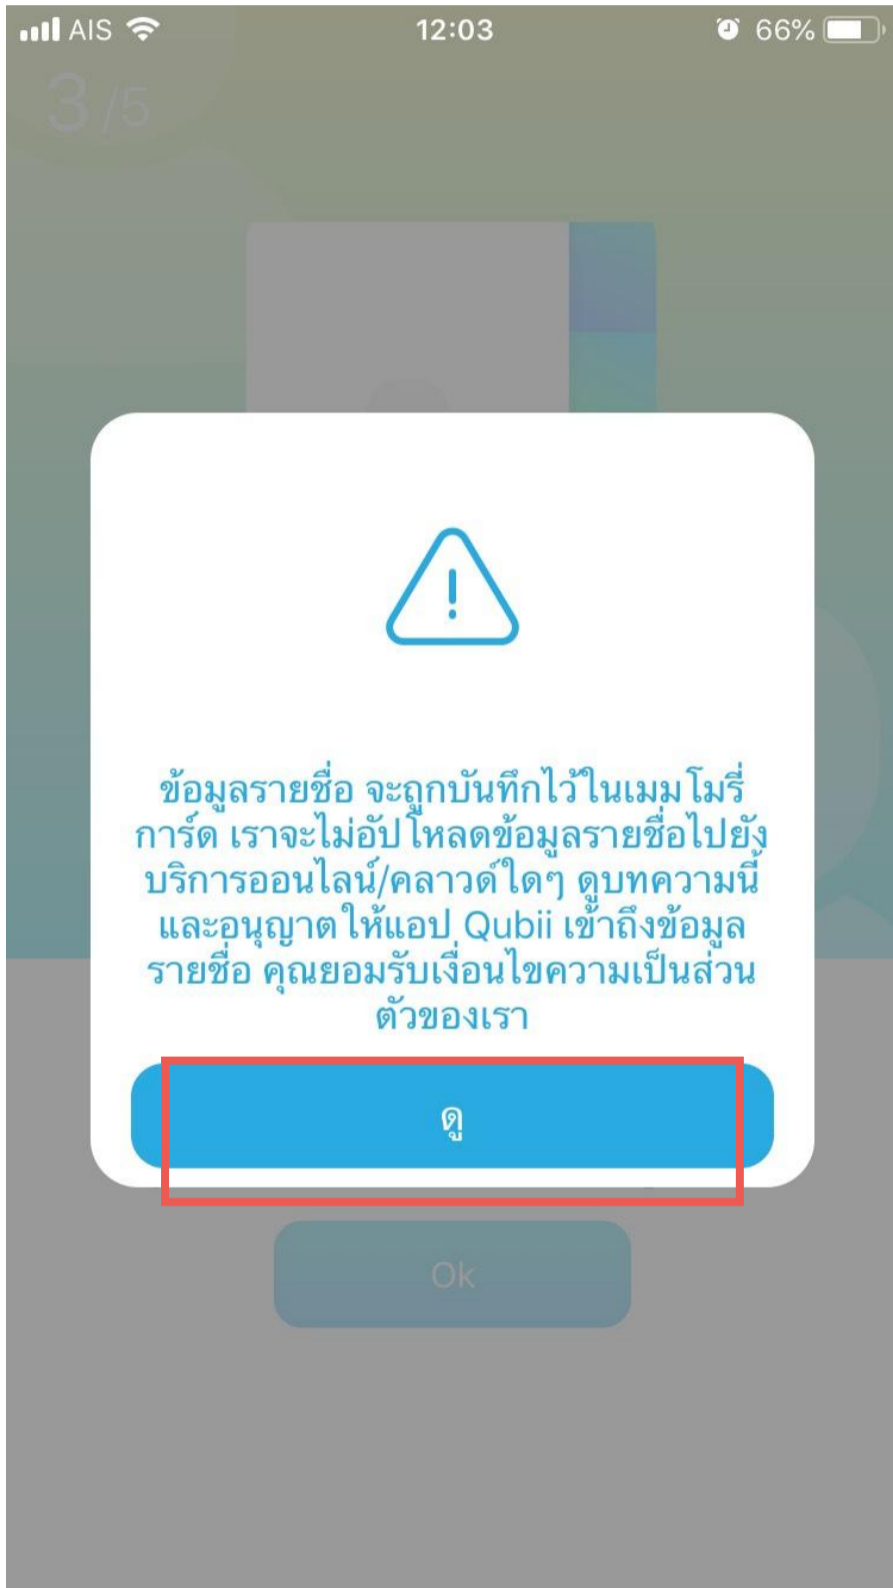 AIS 12:03 66%
3/5
ข้อมูลรายชื่อ จะถูกบันทึกไว้ในเมมโมรี่
การ์ด เราจะไม่อัปโหลดข้อมูลรายชื่อไปยัง
บริการออนไลน์/คลาวด์ใดๆ ดูบทความนี้
และอนุญาตให้แอป Qubii เข้าถึงข้อมูล
รายชื่อ คุณยอมรับเงื่อนไขความเป็นส่วน
ตัวของเรา
ดู
Ok